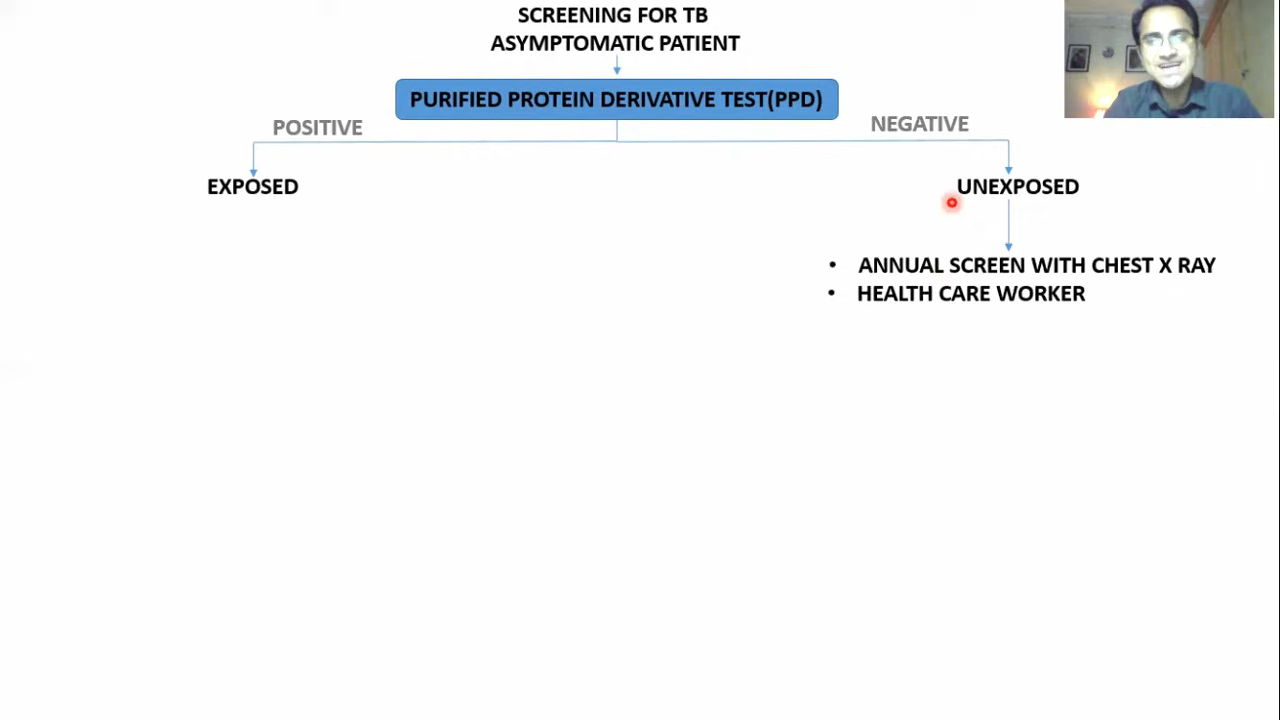 SCREENING FOR TB
ASYMPTOMATIC PATIENT
PURIFIED PROTEIN DERIVATIVE TEST(PPD)
POSITIVE
NEGATIVE
EXPOSED
UNEXPOSED
• ANNUAL SCREEN WITH CHEST X RAY
• HEALTH CARE WORKER